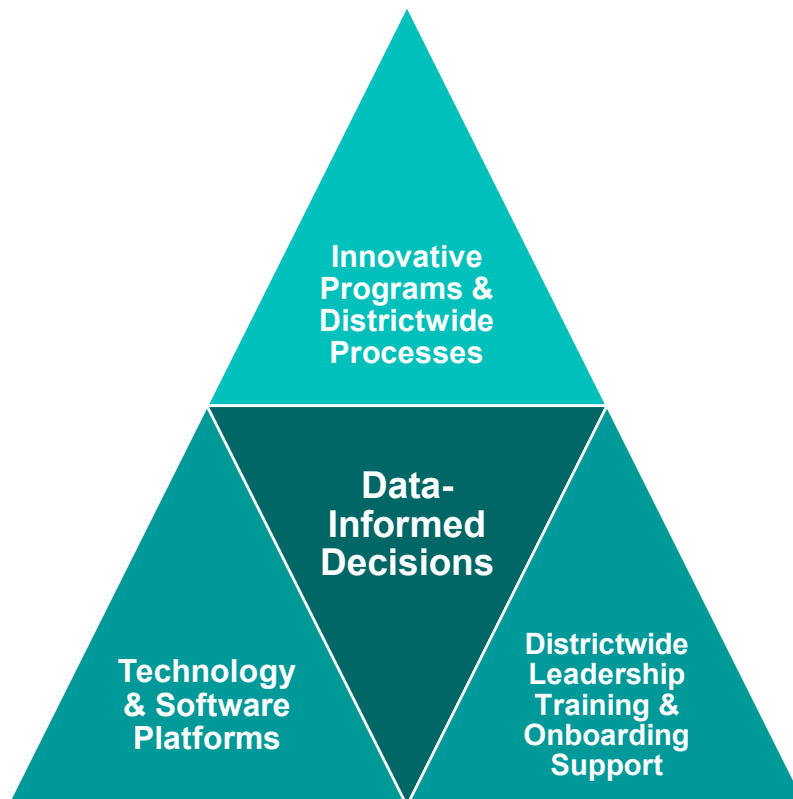 Innovative
Programs &
Districtwide
Processes
Data-
Informed
Decisions
Technology
& Software
Platforms
Districtwide
Leadership
Training &
Onboarding
Support